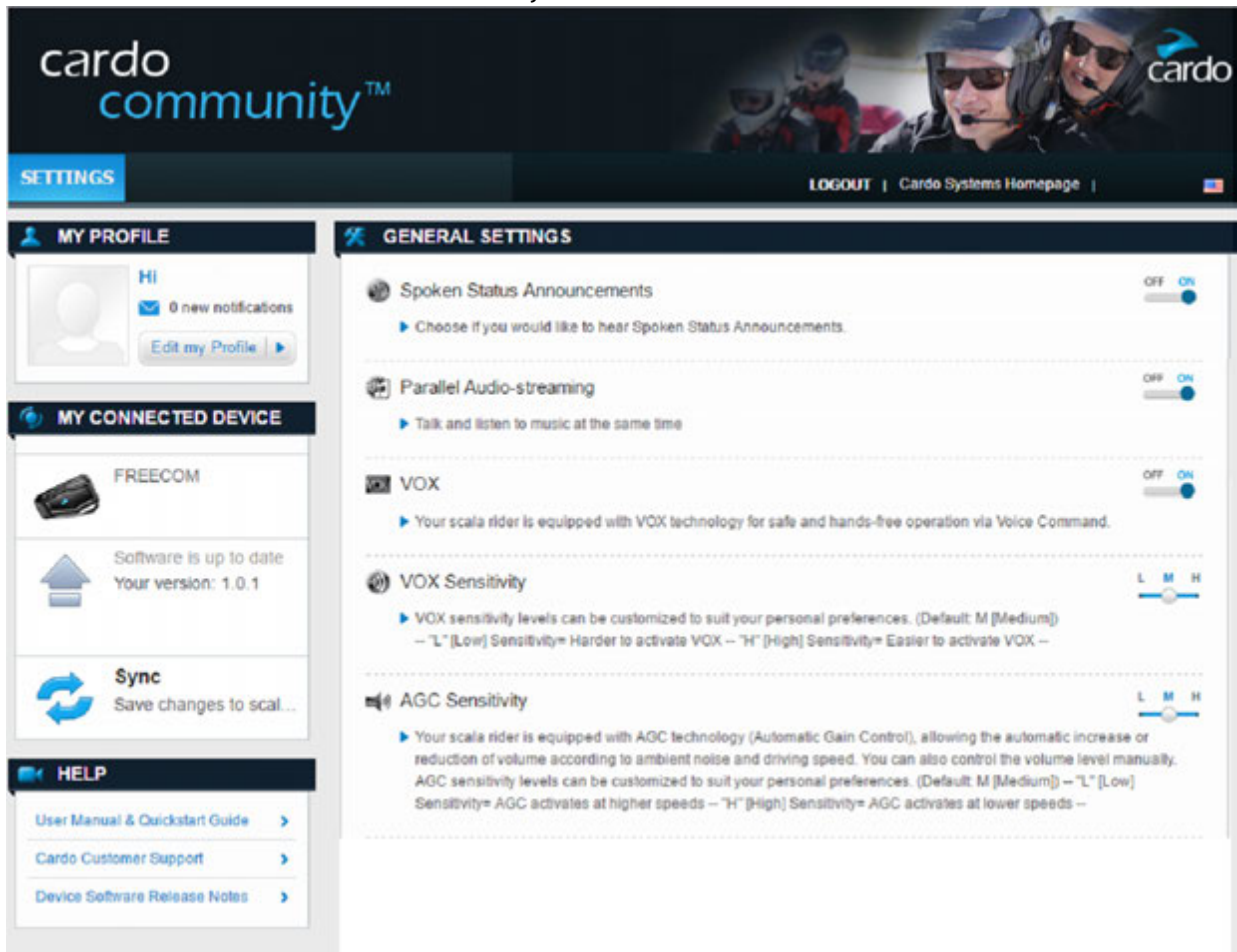 cardo
community™
cardo
SETTINGS
LOGOUT | Cardo Systems Homepage |
MY PROFILE
Hi
0 new notifications
Edit my Profile
MY CONNECTED DEVICE
FREECOM
Software is up to date
Your version: 1.0.1
Sync
Save changes to scal...
HELP
User Manual & Quickstart Guide
Cardo Customer Support
Device Software Release Notes
GENERAL SETTINGS
Spoken Status Announcements
OFF ON
Choose if you would like to hear Spoken Status Announcements.
Parallel Audio-streaming
OFF ON
Talk and listen to music at the same time
VOX
OFF ON
Your scala rider is equipped with VOX technology for safe and hands-free operation via Voice Command.
VOX Sensitivity
L M H
VOX sensitivity levels can be customized to suit your personal preferences. (Default: M [Medium])
-- "L" [Low] Sensitivity= Harder to activate VOX -- "H" [High] Sensitivity= Easier to activate VOX --
AGC Sensitivity
L M H
Your scala rider is equipped with AGC technology (Automatic Gain Control), allowing the automatic increase or
reduction of volume according to ambient noise and driving speed. You can also control the volume level manually.
AGC sensitivity levels can be customized to suit your personal preferences. (Default: M [Medium]) -- "L" [Low]
Sensitivity= AGC activates at higher speeds -- "H" [High] Sensitivity= AGC activates at lower speeds --